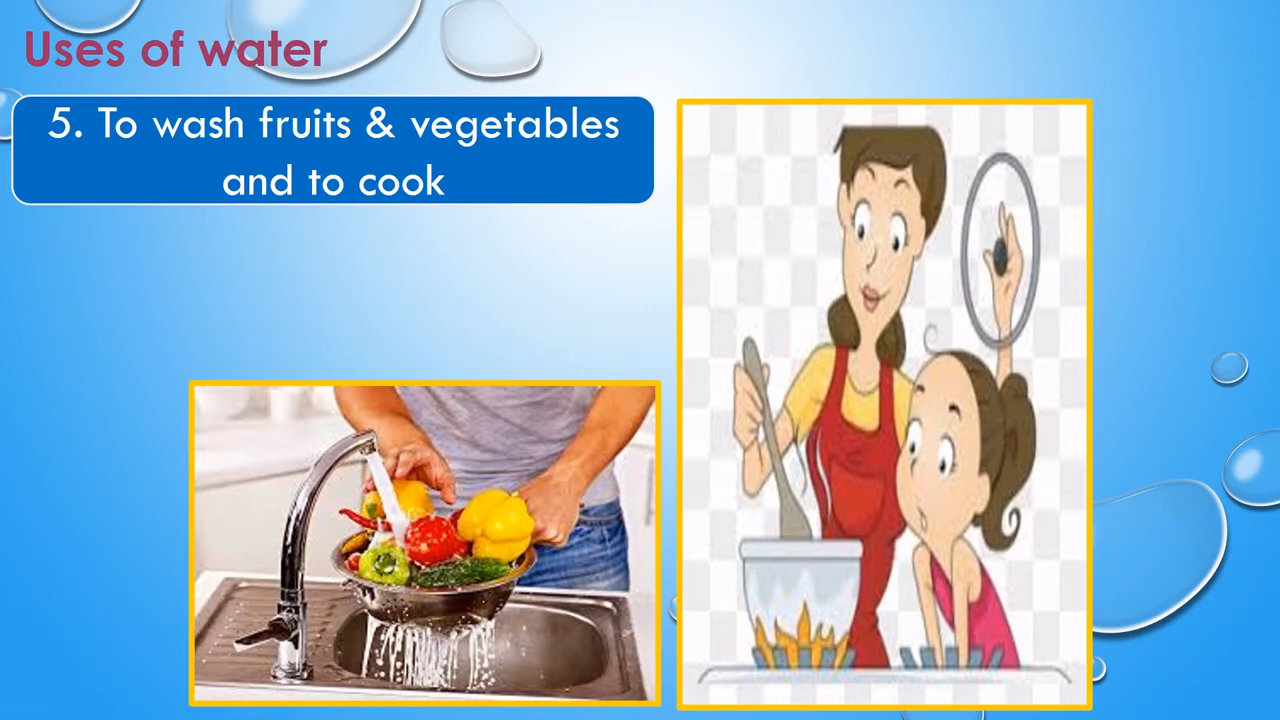 Uses of water
5. To wash fruits & vegetables
and to cook